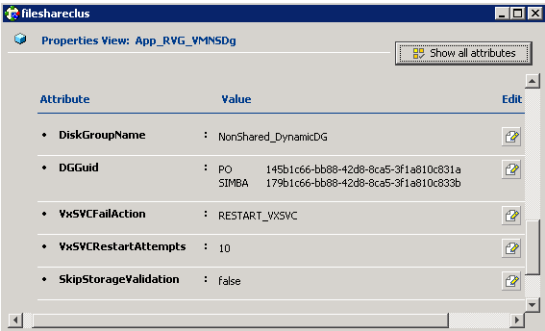 fileshareclus
Properties View: App_RVG_VMNSDg
Show all attributes
Attribute Value Edit
• DiskGroupName : NonShared_DynamicDG
• DGGuid : PO 145b1c66-bb88-42d8-8ca5-3f1a810c831a
SIMBA 179b1c66-bb88-42d8-8ca5-3f1a810c833b
• VxSVCFailAction : RESTART_VXSVC
• VxSVCRestartAttempts : 10
• SkipStorageValidation : false